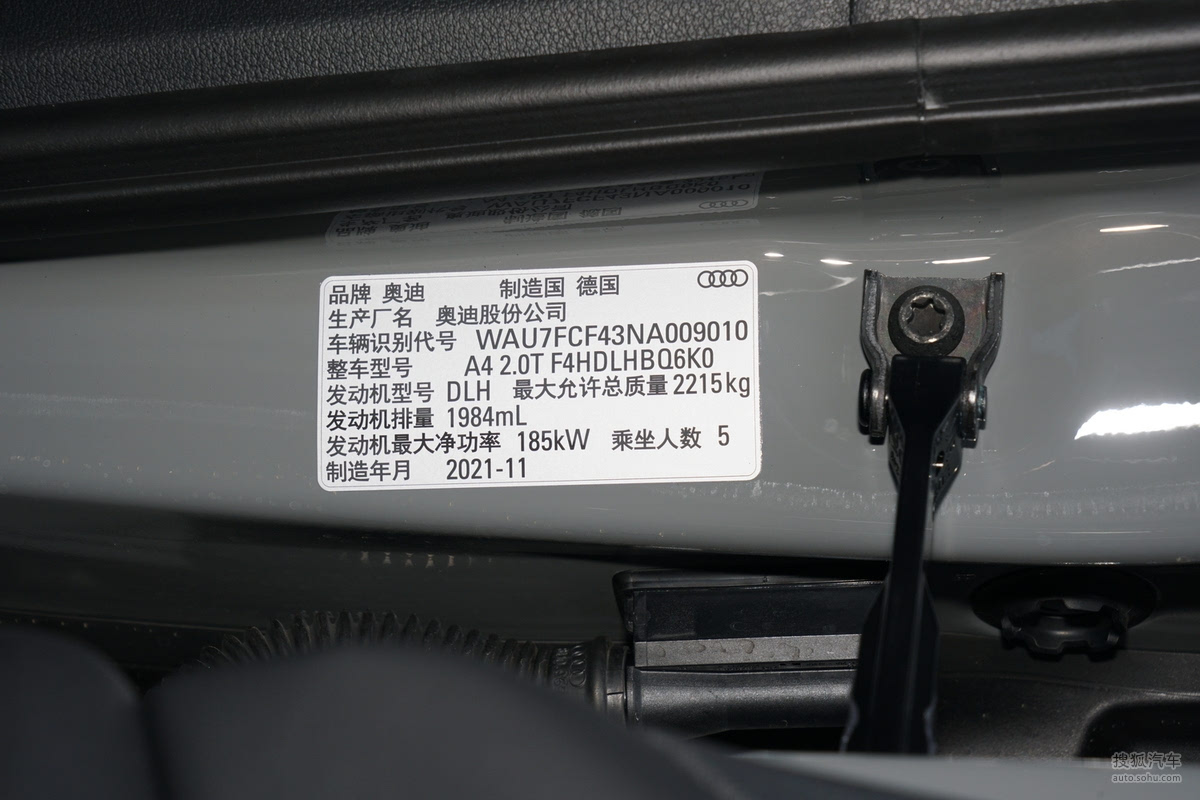 品牌 奥迪 制造国 德国
生产厂名 奥迪股份公司
车辆识别代号 WAU7FCF43NA009010
整车型号 A4 2.0T F4HDLHBQ6K0
发动机型号 DLH 最大允许总质量 2215kg
发动机排量 1984mL
发动机最大净功率 185kW 乘坐人数 5
制造年月 2021-11
搜狐汽车
auto.sohu.com